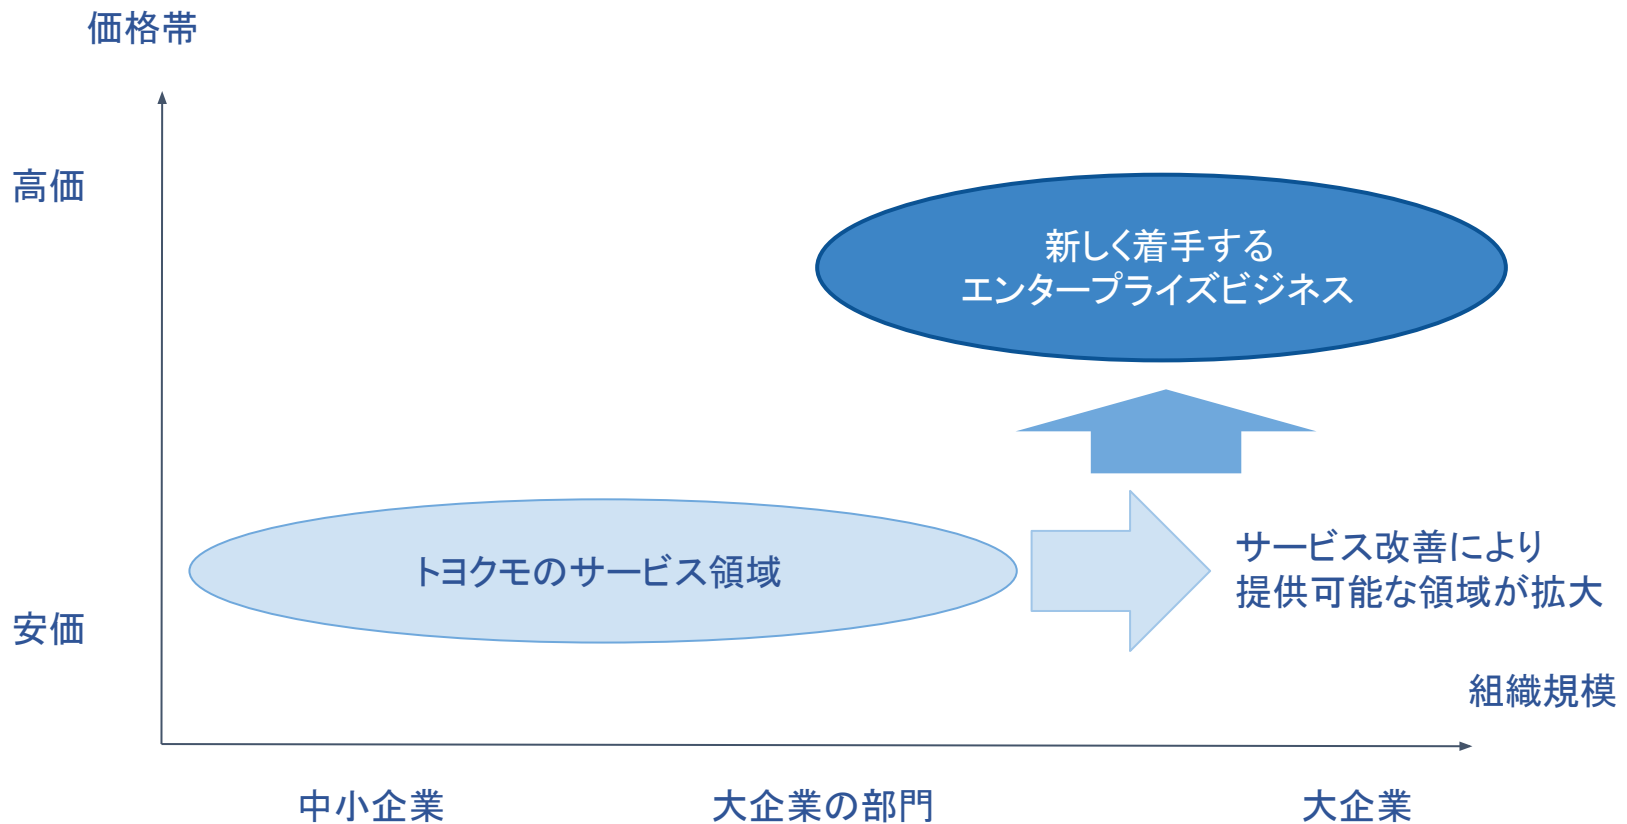 価格帯
高価
新しく着手する
エンタープライズビジネス
トヨクモのサービス領域
サービス改善により
提供可能な領域が拡大
安価
組織規模
中小企業
大企業の部門
大企業